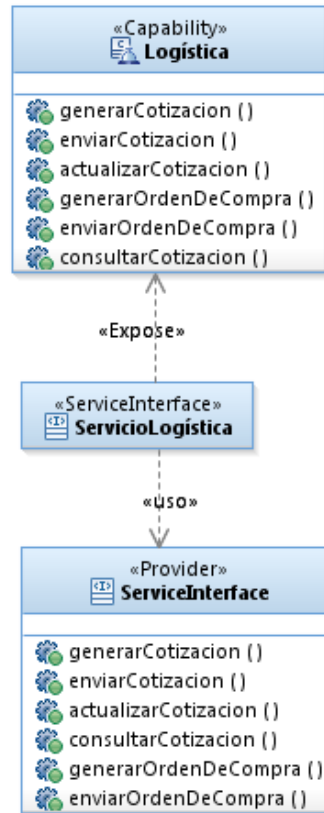 «Capability»
Logística
generarCotizacion ()
enviarCotizacion ()
actualizarCotizacion ()
generarOrdenDeCompra ()
enviarOrdenDeCompra ()
consultarCotizacion ()
«Expose»
«ServiceInterface»
ServicioLogística
«uso»
«Provider»
ServiceInterface
generarCotizacion ()
enviarCotizacion ()
actualizarCotizacion ()
consultarCotizacion ()
generarOrdenDeCompra ()
enviarOrdenDeCompra ()